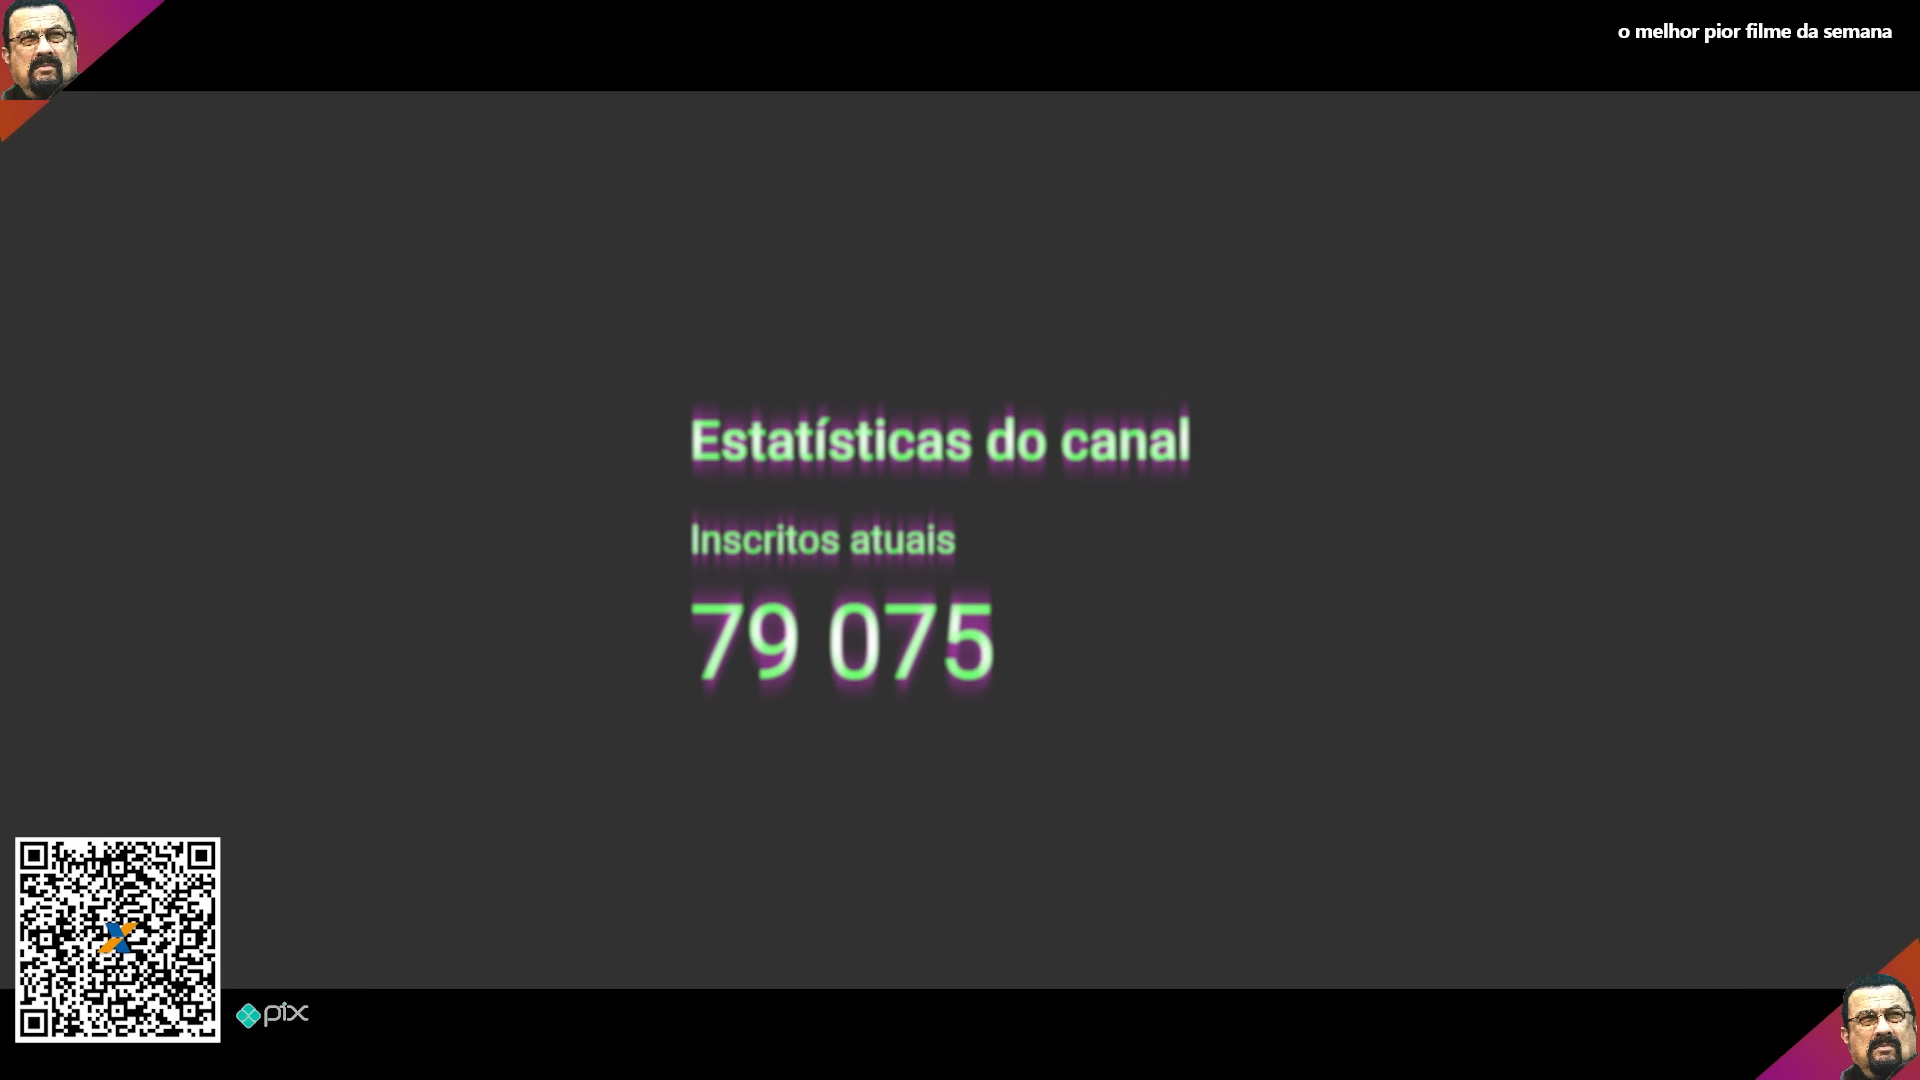 o melhor pior filme da semana
Estatísticas do canal
Inscritos atuais
79 075
pix